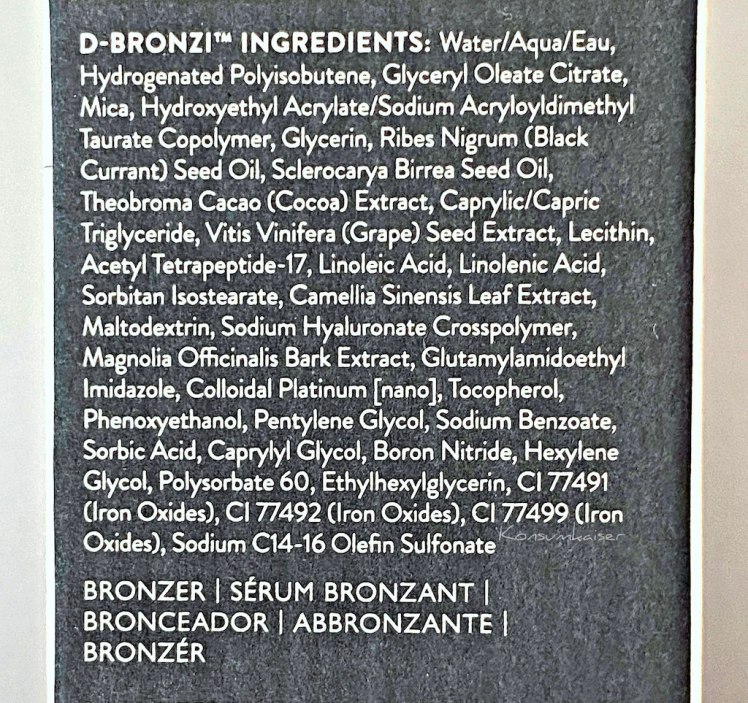 D-BRONZI™ INGREDIENTS: Water/Aqua/Eau,
Hydrogenated Polyisobutene, Glyceryl Oleate Citrate,
Mica, Hydroxyethyl Acrylate/Sodium Acryloyldimethyl
Taurate Copolymer, Glycerin, Ribes Nigrum (Black
Currant) Seed Oil, Sclerocarya Birrea Seed Oil,
Theobroma Cacao (Cocoa) Extract, Caprylic/Capric
Triglyceride, Vitis Vinifera (Grape) Seed Extract, Lecithin,
Acetyl Tetrapeptide-17, Linoleic Acid, Linolenic Acid,
Sorbitan Isostearate, Camellia Sinensis Leaf Extract,
Maltodextrin, Sodium Hyaluronate Crosspolymer,
Magnolia Officinalis Bark Extract, Glutamylamidoethyl
Imidazole, Colloidal Platinum [nano], Tocopherol,
Phenoxyethanol, Pentylene Glycol, Sodium Benzoate,
Sorbic Acid, Caprylyl Glycol, Boron Nitride, Hexylene
Glycol, Polysorbate 60, Ethylhexylglycerin, CI 77491
(Iron Oxides), CI 77492 (Iron Oxides), CI 77499 (Iron
Oxides), Sodium C14-16 Olefin Sulfonate
Konsumkaiser
BRONZER | SÉRUM BRONZANT |
BRONCEADOR | ABBRONZANTE |
BRONZÉR